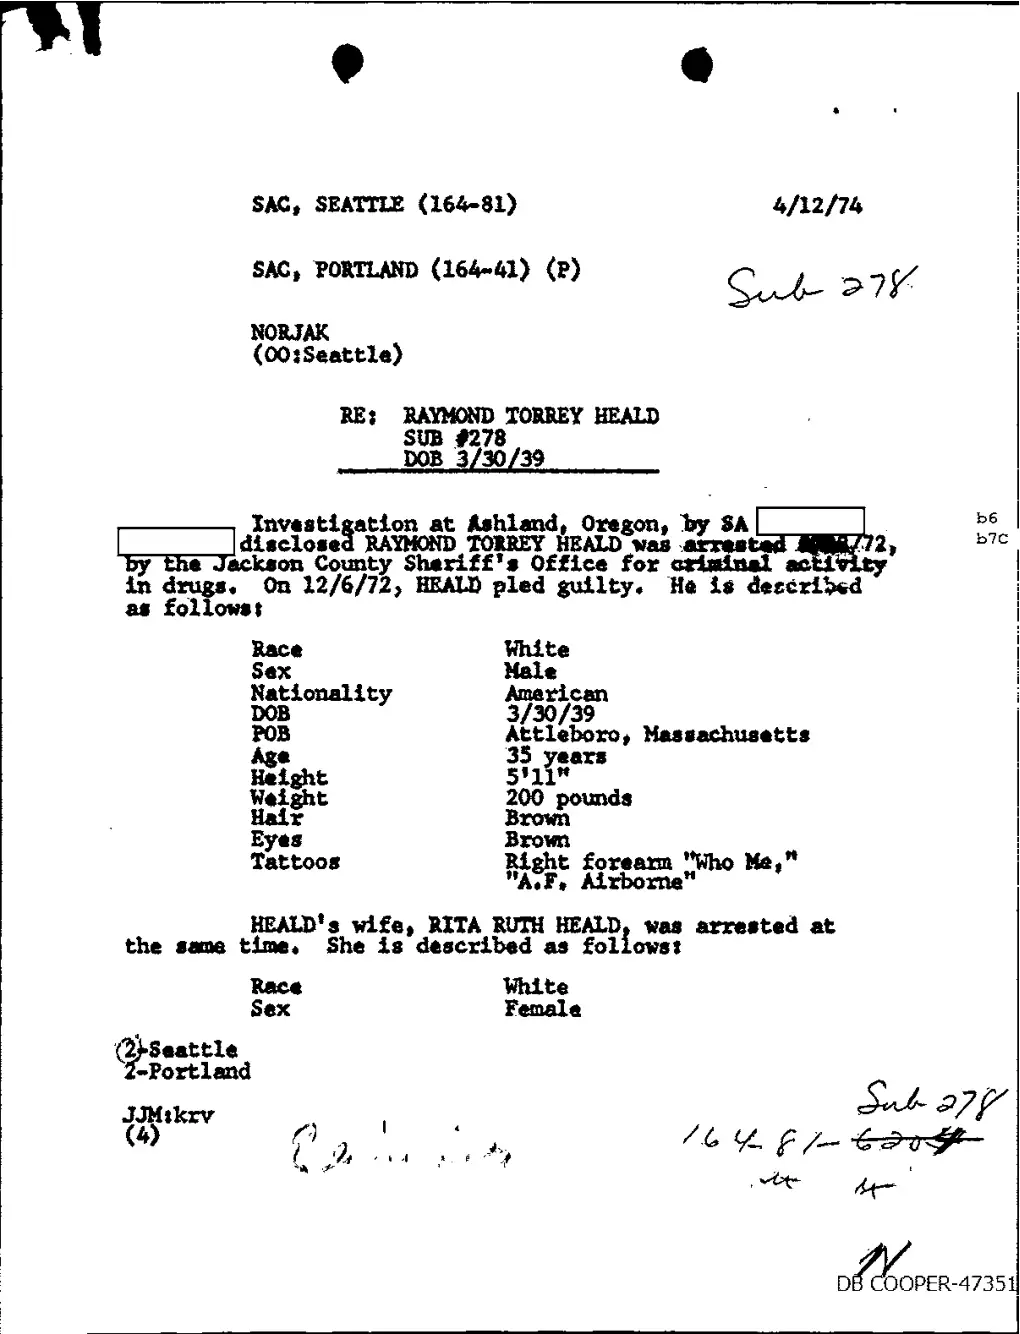 SAC, SEATTLE (164-81) 4/12/74
SAC, PORTLAND (164-41) (P)
Sub 278
NORJAK
(OO:Seattle)
RE: RAYMOND TORREY HEALD
SUB #278
DOB 3/30/39
Investigation at Ashland, Oregon, by SA b6
b7C
disclosed RAYMOND TORREY HEALD was arrested /72,
by the Jackson County Sheriff's Office for criminal activity
in drugs. On 12/6/72, HEALD pled guilty. He is described
as follows:
Race White
Sex Male
Nationality American
DOB 3/30/39
POB Attleboro, Massachusetts
Age 35 years
Height 5'11"
Weight 200 pounds
Hair Brown
Eyes Brown
Tattoos Right forearm "Who Me,"
"A.F. Airborne"
HEALD's wife, RITA RUTH HEALD, was arrested at
the same time. She is described as follows:
Race White
Sex Female
2-Seattle
2-Portland
JJM:krv
(4)
Sub 278
164-81-
DB COOPER-47351